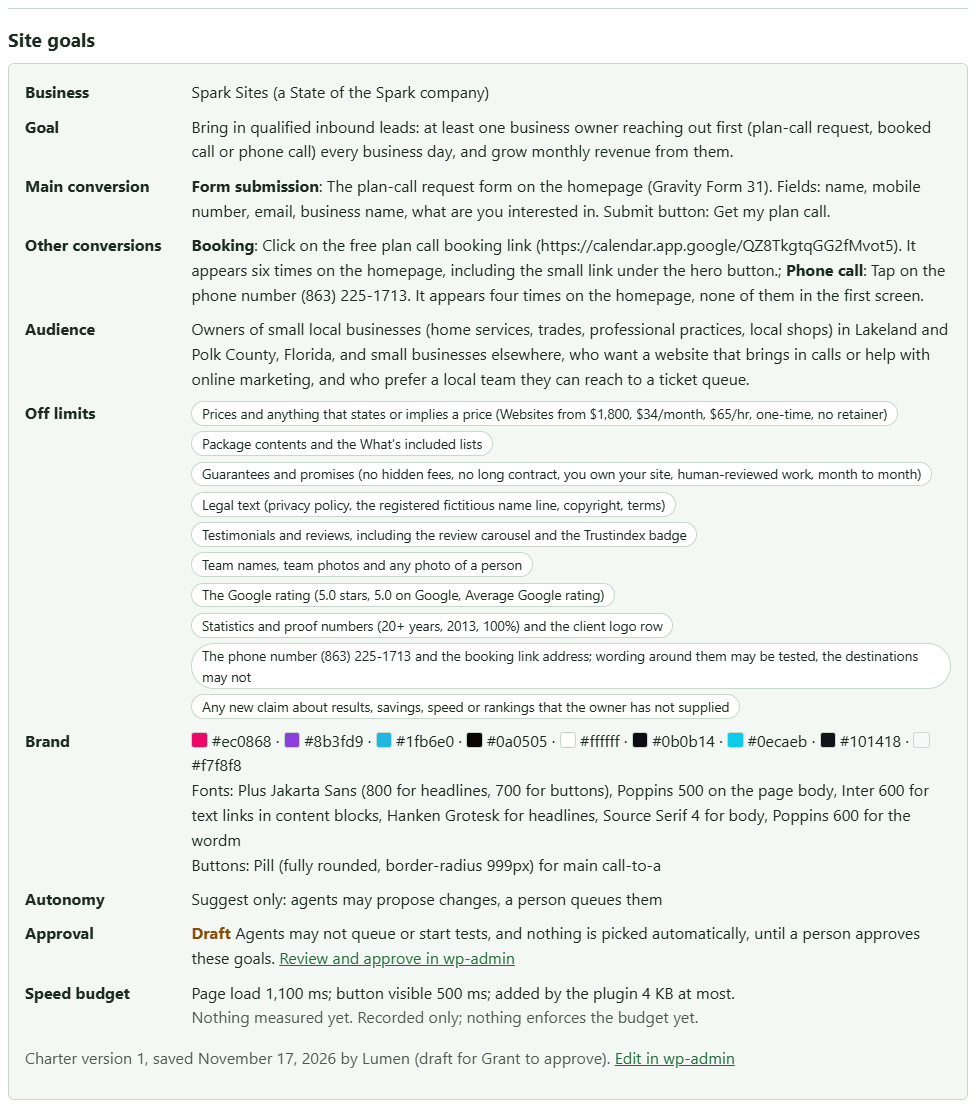 Site goals
Business
Spark Sites (a State of the Spark company)
Goal
Bring in qualified inbound leads: at least one business owner reaching out first (plan-call request, booked
call or phone call) every business day, and grow monthly revenue from them.
Main conversion
Form submission: The plan-call request form on the homepage (Gravity Form 31). Fields: name, mobile
number, email, business name, what are you interested in. Submit button: Get my plan call.
Other conversions
Booking: Click on the free plan call booking link (https://calendar.app.google/QZ8TkgtqGG2fMvot5). It
appears six times on the homepage, including the small link under the hero button.; Phone call: Tap on the
phone number (863) 225-1713. It appears four times on the homepage, none of them in the first screen.
Audience
Owners of small local businesses (home services, trades, professional practices, local shops) in Lakeland and
Polk County, Florida, and small businesses elsewhere, who want a website that brings in calls or help with
online marketing, and who prefer a local team they can reach to a ticket queue.
Off limits
Prices and anything that states or implies a price (Websites from $1,800, $34/month, $65/hr, one-time, no retainer)
Package contents and the What's included lists
Guarantees and promises (no hidden fees, no long contract, you own your site, human-reviewed work, month to month)
Legal text (privacy policy, the registered fictitious name line, copyright, terms)
Testimonials and reviews, including the review carousel and the Trustindex badge
Team names, team photos and any photo of a person
The Google rating (5.0 stars, 5.0 on Google, Average Google rating)
Statistics and proof numbers (20+ years, 2013, 100%) and the client logo row
The phone number (863) 225-1713 and the booking link address; wording around them may be tested, the destinations
may not
Any new claim about results, savings, speed or rankings that the owner has not supplied
Brand
#ec0868 · #8b3fd9 · #1fb6e0 · #0a0505 · #ffffff · #0b0b14 · #0ecaeb · #101418 ·
#f7f8f8
Fonts: Plus Jakarta Sans (800 for headlines, 700 for buttons), Poppins 500 on the page body, Inter 600 for
text links in content blocks, Hanken Grotesk for headlines, Source Serif 4 for body, Poppins 600 for the
wordm
Buttons: Pill (fully rounded, border-radius 999px) for main call-to-a
Autonomy
Suggest only: agents may propose changes, a person queues them
Approval
Draft Agents may not queue or start tests, and nothing is picked automatically, until a person approves
these goals. Review and approve in wp-admin
Speed budget
Page load 1,100 ms; button visible 500 ms; added by the plugin 4 KB at most.
Nothing measured yet. Recorded only; nothing enforces the budget yet.
Charter version 1, saved November 17, 2026 by Lumen (draft for Grant to approve). Edit in wp-admin